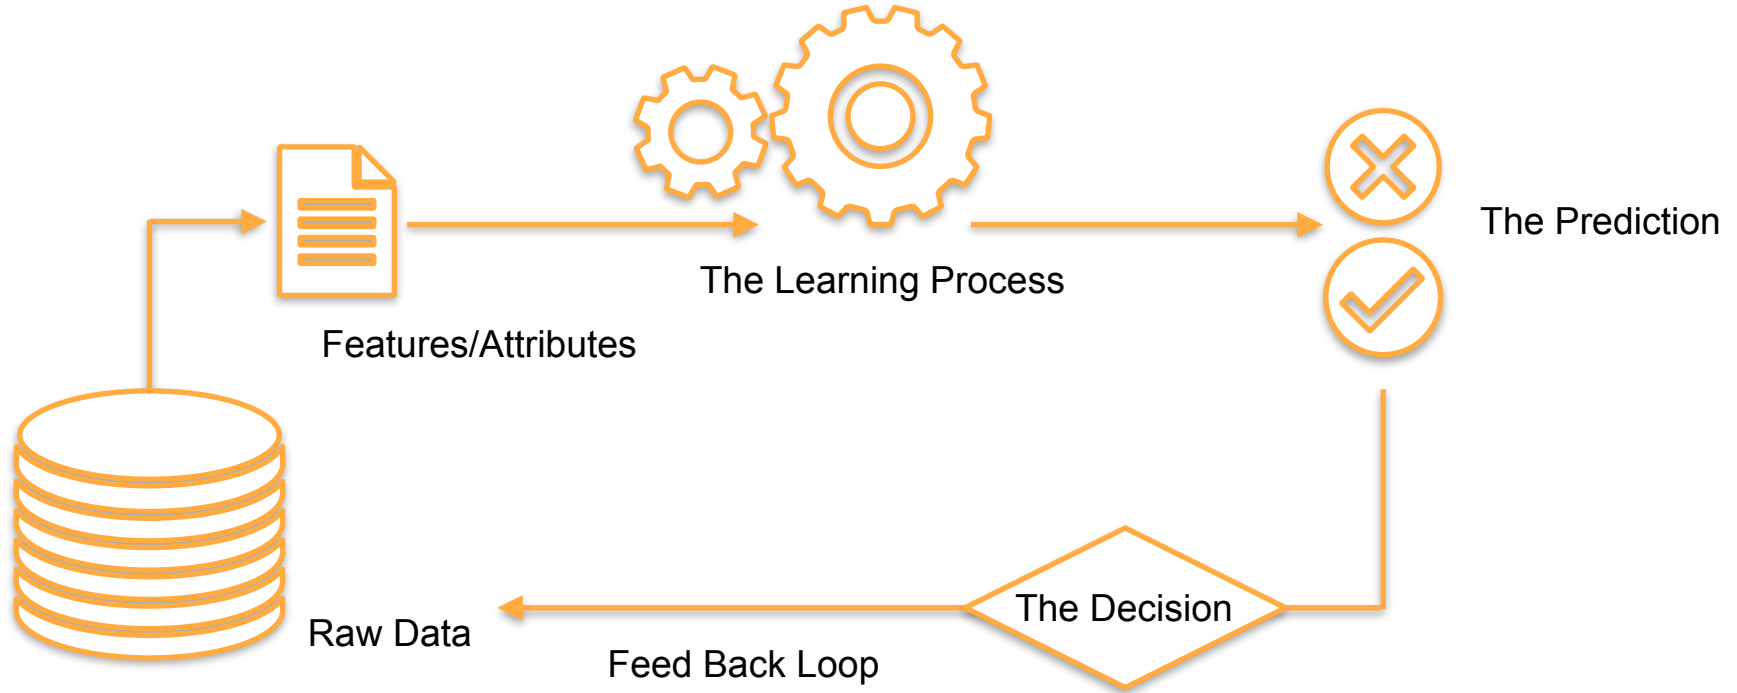 The Prediction
The Learning Process
Features/Attributes
The Decision
Raw Data
Feed Back Loop